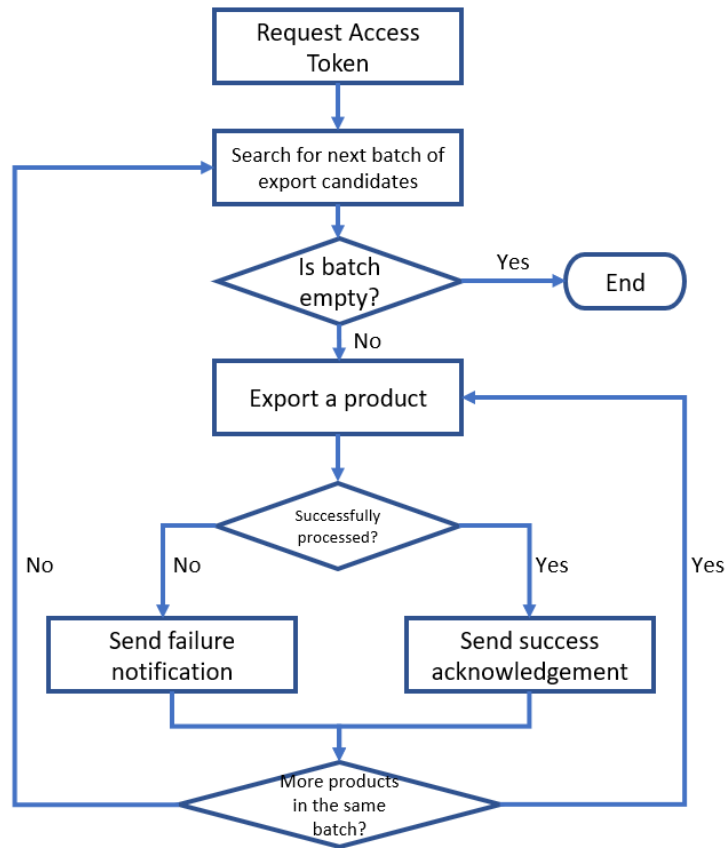 Request Access
Token
Search for next batch of
export candidates
Is batch
empty?
Yes
End
No
Export a product
Successfully
processed?
No
No
Yes
Yes
Send failure
notification
Send success
acknowledgement
More products
in the same
batch?